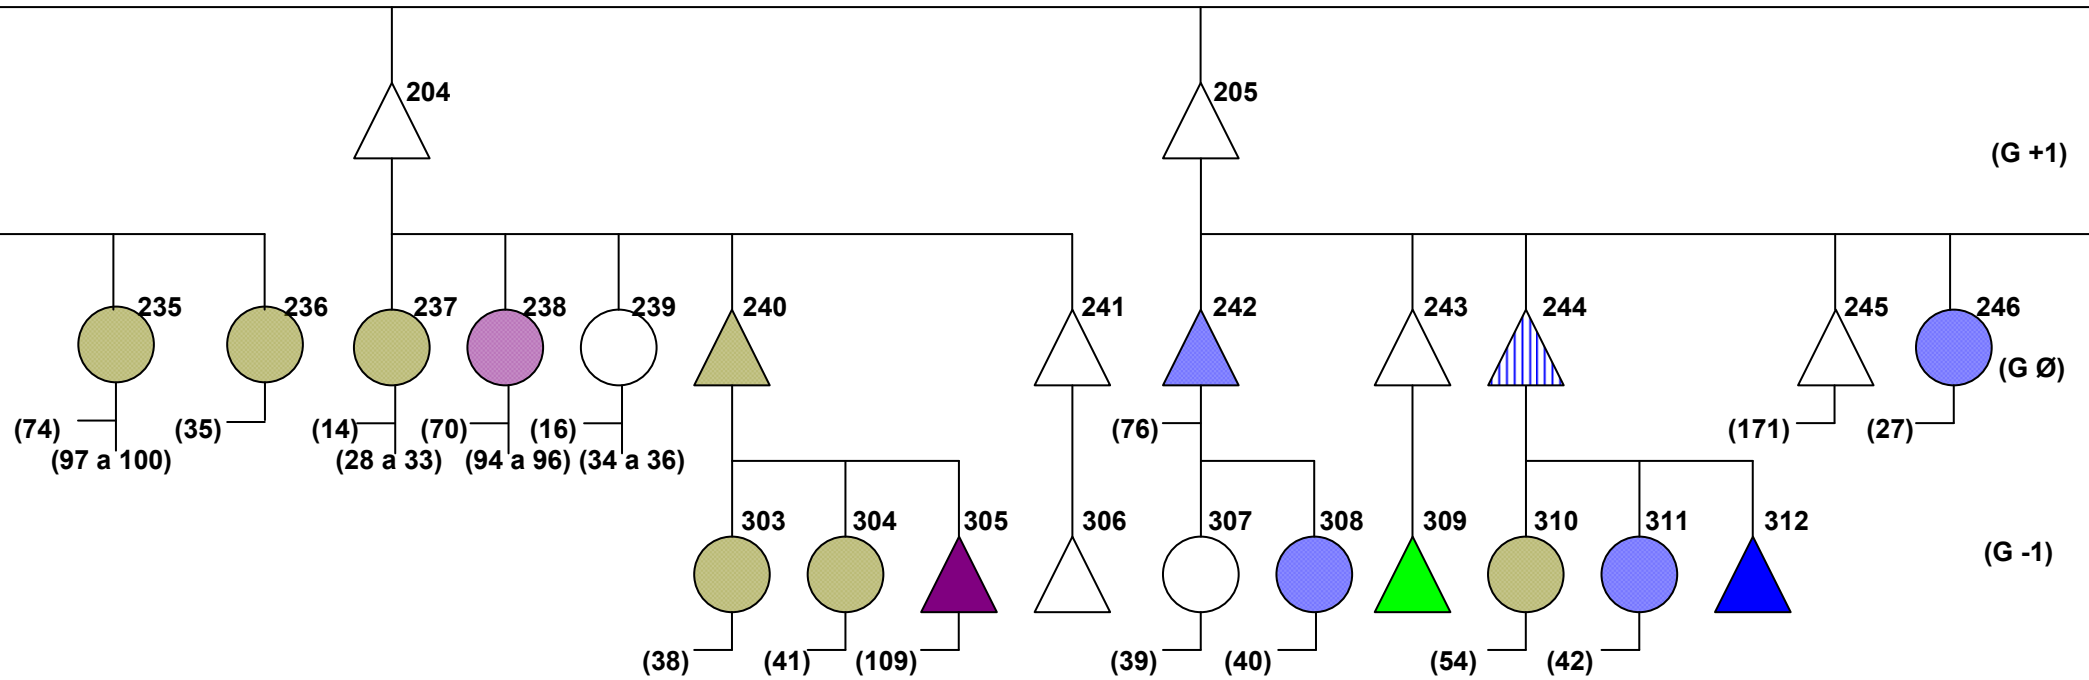 204 205
(G +1)
235 236 237 238 239 240 241 242 243 244 245 246
(G Ø)
(74) (35) (14) (70) (16) (76) (171) (27)
(97 a 100) (28 a 33) (94 a 96) (34 a 36)
303 304 305 306 307 308 309 310 311 312
(G -1)
(38) (41) (109) (39) (40) (54) (42)